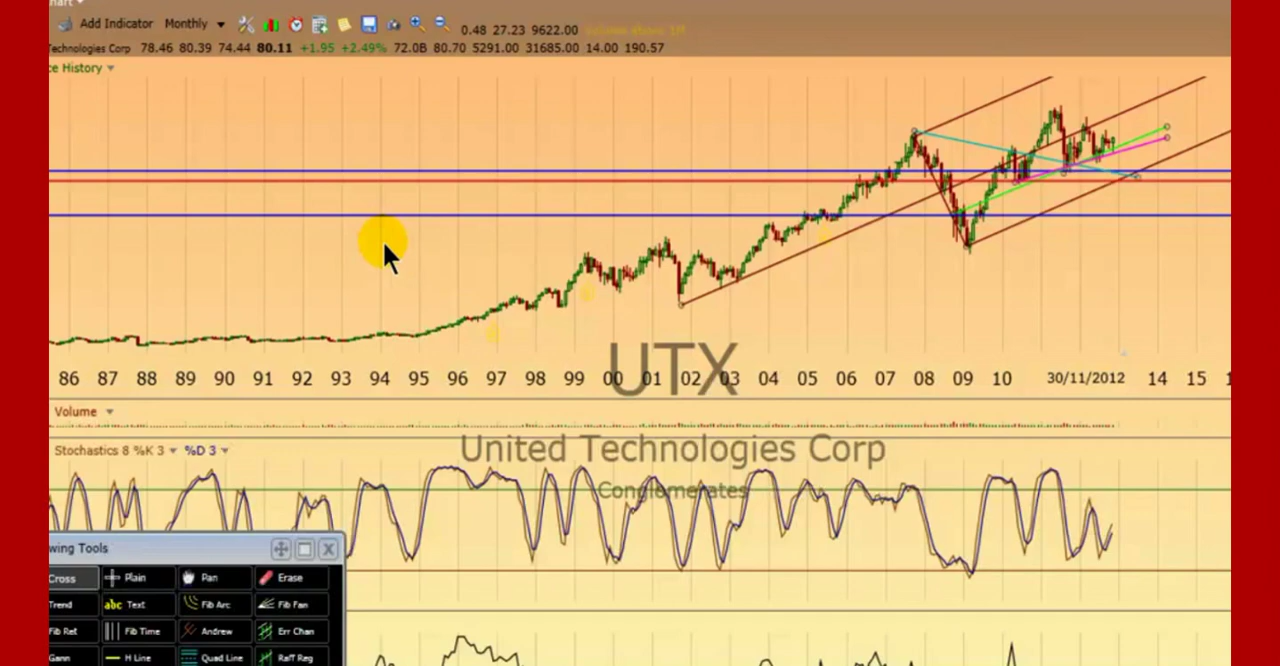 Add Indicator Monthly 0.48 27.23 9622.00
Technologies Corp 78.46 80.39 74.44 80.11 +1.95 +2.49% 72.0B 80.70 5291.00 31685.00 14.00 190.57
History
UTX
86 87 88 89 90 91 92 93 94 95 96 97 98 99 00 01 02 03 04 05 06 07 08 09 10 30/11/2012 14 15
Volume
Stochastics 8 %K 3 %D 3
United Technologies Corp
Conglomerates
Tools
Cross Plain Pan Erase
Trend abc Text Fib Arc Fib Fan
Fib Ret Fib Time Andrew Err Chan
Gann H Line Quad Line Raff Reg